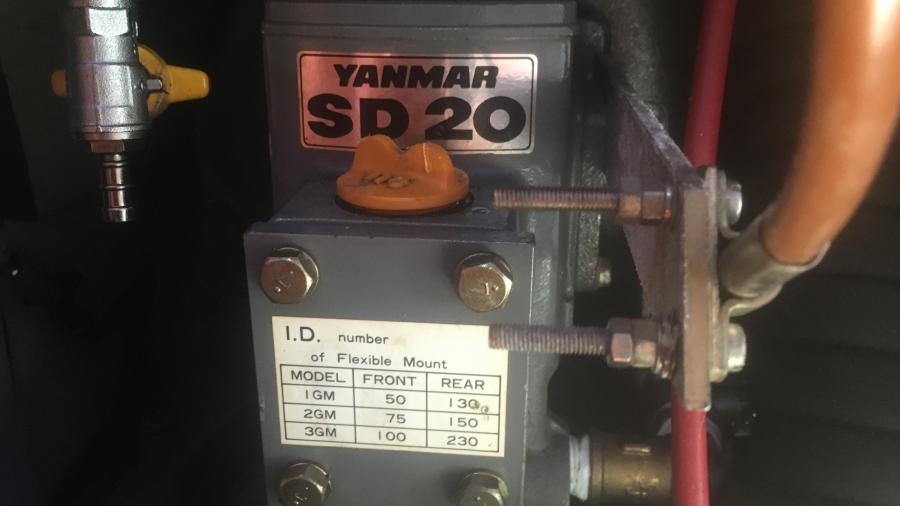 YANMAR
SD 20
I.D. number
of Flexible Mount
MODEL FRONT REAR
1GM 50 130
2GM 75 150
3GM 100 230